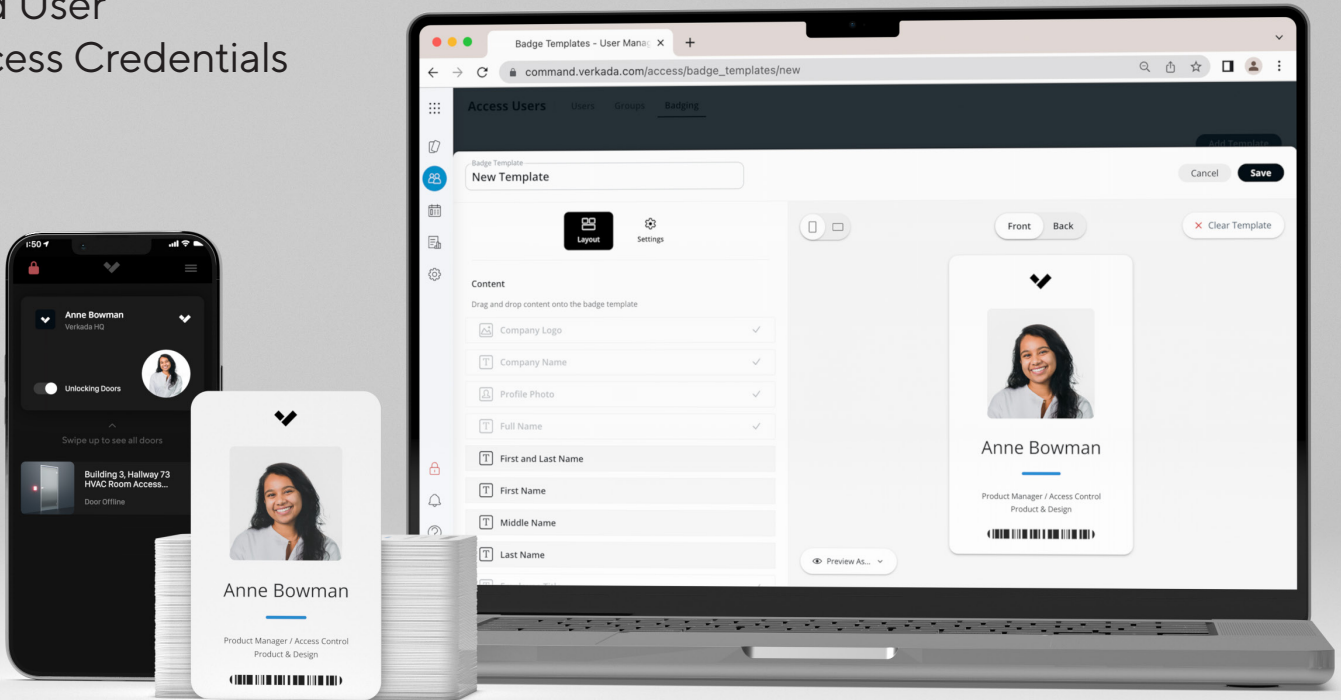 User
Credentials
Badge Templates - User Manag
command.verkada.com/access/badge_templates/new
Access Users Users Groups Badging
Add Template
Badge Template
New Template
Cancel Save
Layout Settings
Front Back
Clear Template
Content
Drag and drop content onto the badge template
Company Logo
Company Name
Profile Photo
Full Name
First and Last Name
First Name
Middle Name
Last Name
Anne Bowman
Product Manager / Access Control
Product & Design
Preview As...
1:50
Anne Bowman
Verkada HQ
Unlocking Doors
Swipe up to see all doors
Building 3, Hallway 73
HVAC Room Access...
Door Offline
Anne Bowman
Product Manager / Access Control
Product & Design